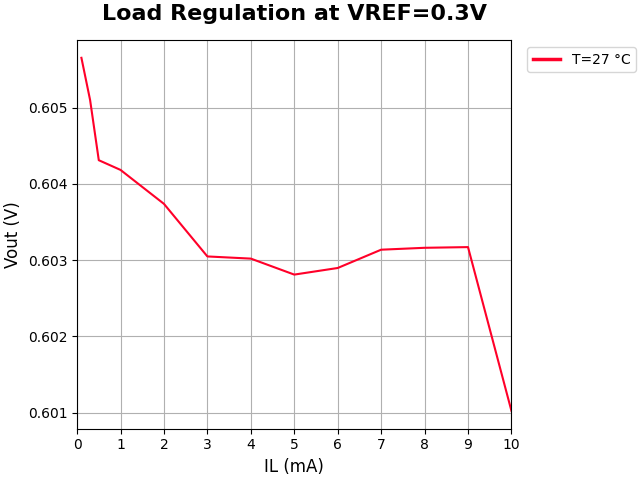 Load Regulation at VREF=0.3V
T=27 °C
Vout (V)
0.605
0.604
0.603
0.602
0.601
0 1 2 3 4 5 6 7 8 9 10
IL (mA)